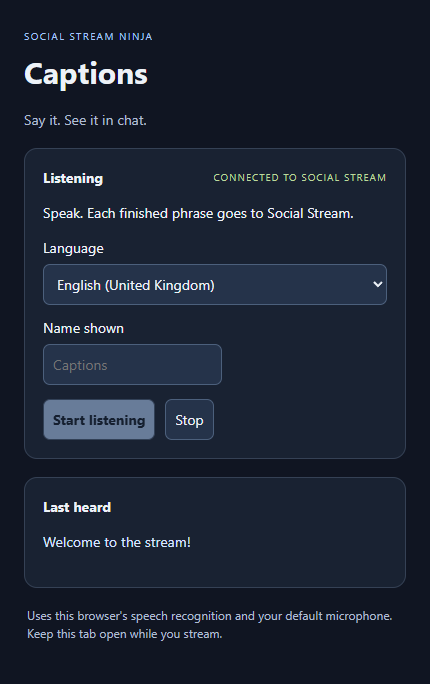 SOCIAL STREAM NINJA
Captions
Say it. See it in chat.
Listening
CONNECTED TO SOCIAL STREAM
Speak. Each finished phrase goes to Social Stream.
Language
English (United Kingdom)
Name shown
Captions
Start listening
Stop
Last heard
Welcome to the stream!
Uses this browser's speech recognition and your default microphone.
Keep this tab open while you stream.